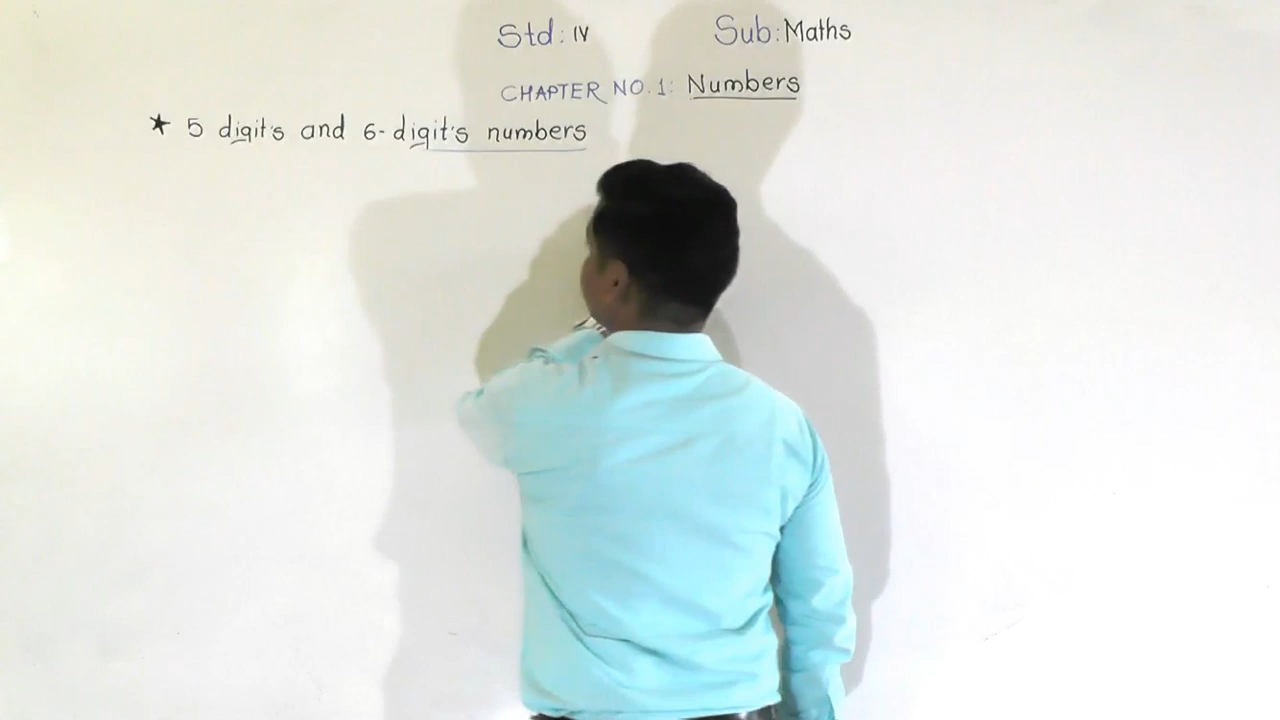 Std: IV Sub: Maths
CHAPTER NO. 1: Numbers
★ 5 digit's and 6-digit's numbers